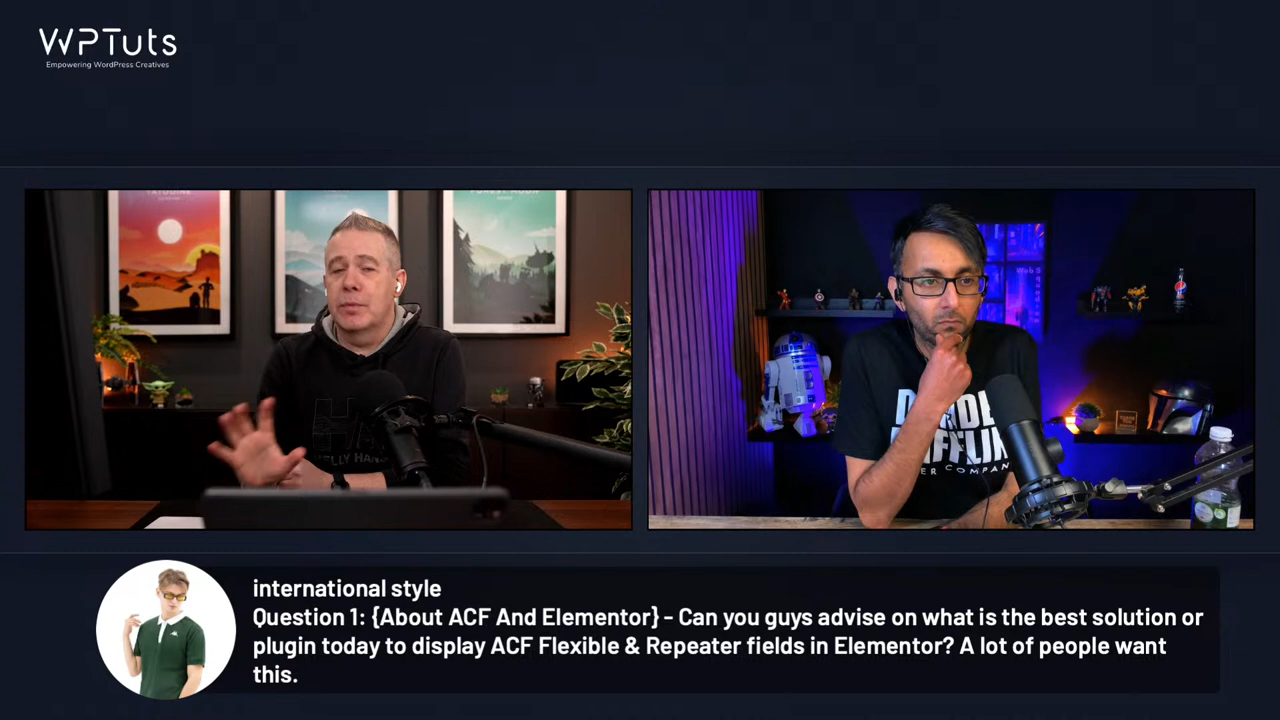 WPTuts
Empowering WordPress Creatives
Web S
international style
Question 1: {About ACF And Elementor} - Can you guys advise on what is the best solution or
plugin today to display ACF Flexible & Repeater fields in Elementor? A lot of people want
this.